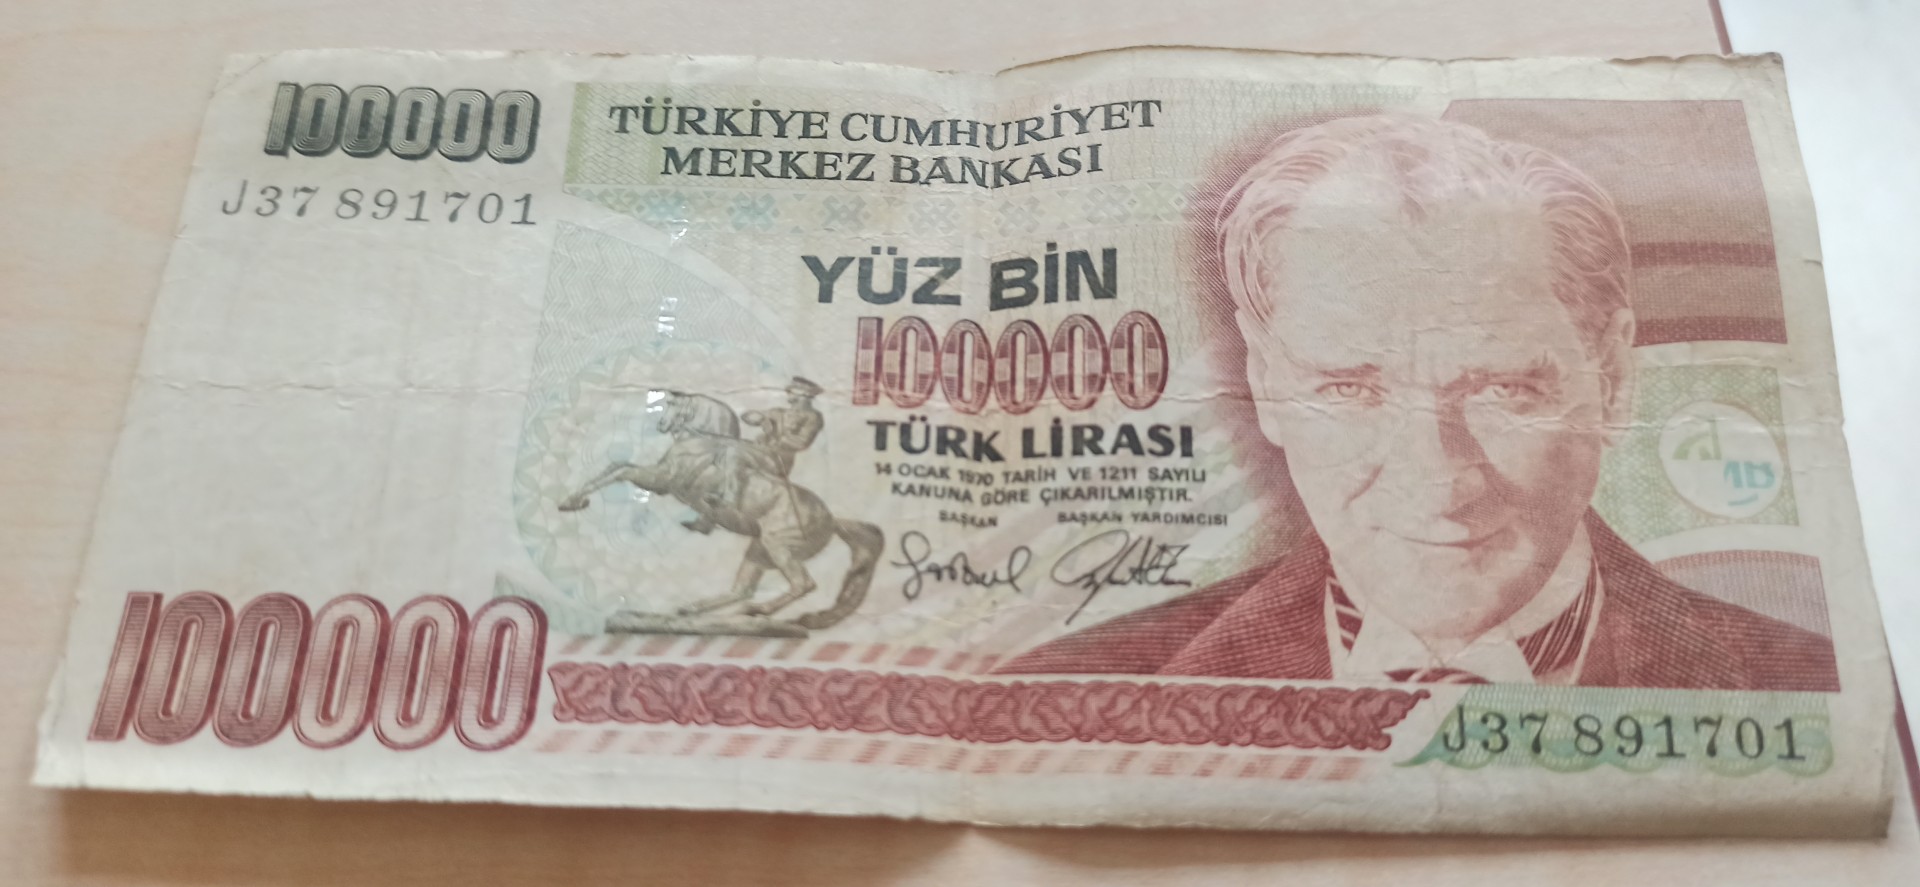 100000
J37 891701
TÜRKİYE CUMHURİYET
MERKEZ BANKASI
YÜZ BİN
100000
TÜRK LİRASI
14 OCAK 1970 TARİH VE 1211 SAYILI
KANUNA GÖRE ÇIKARILMIŞTIR.
BAŞKAN BAŞKAN YARDIMCISI
100000
J37 891701